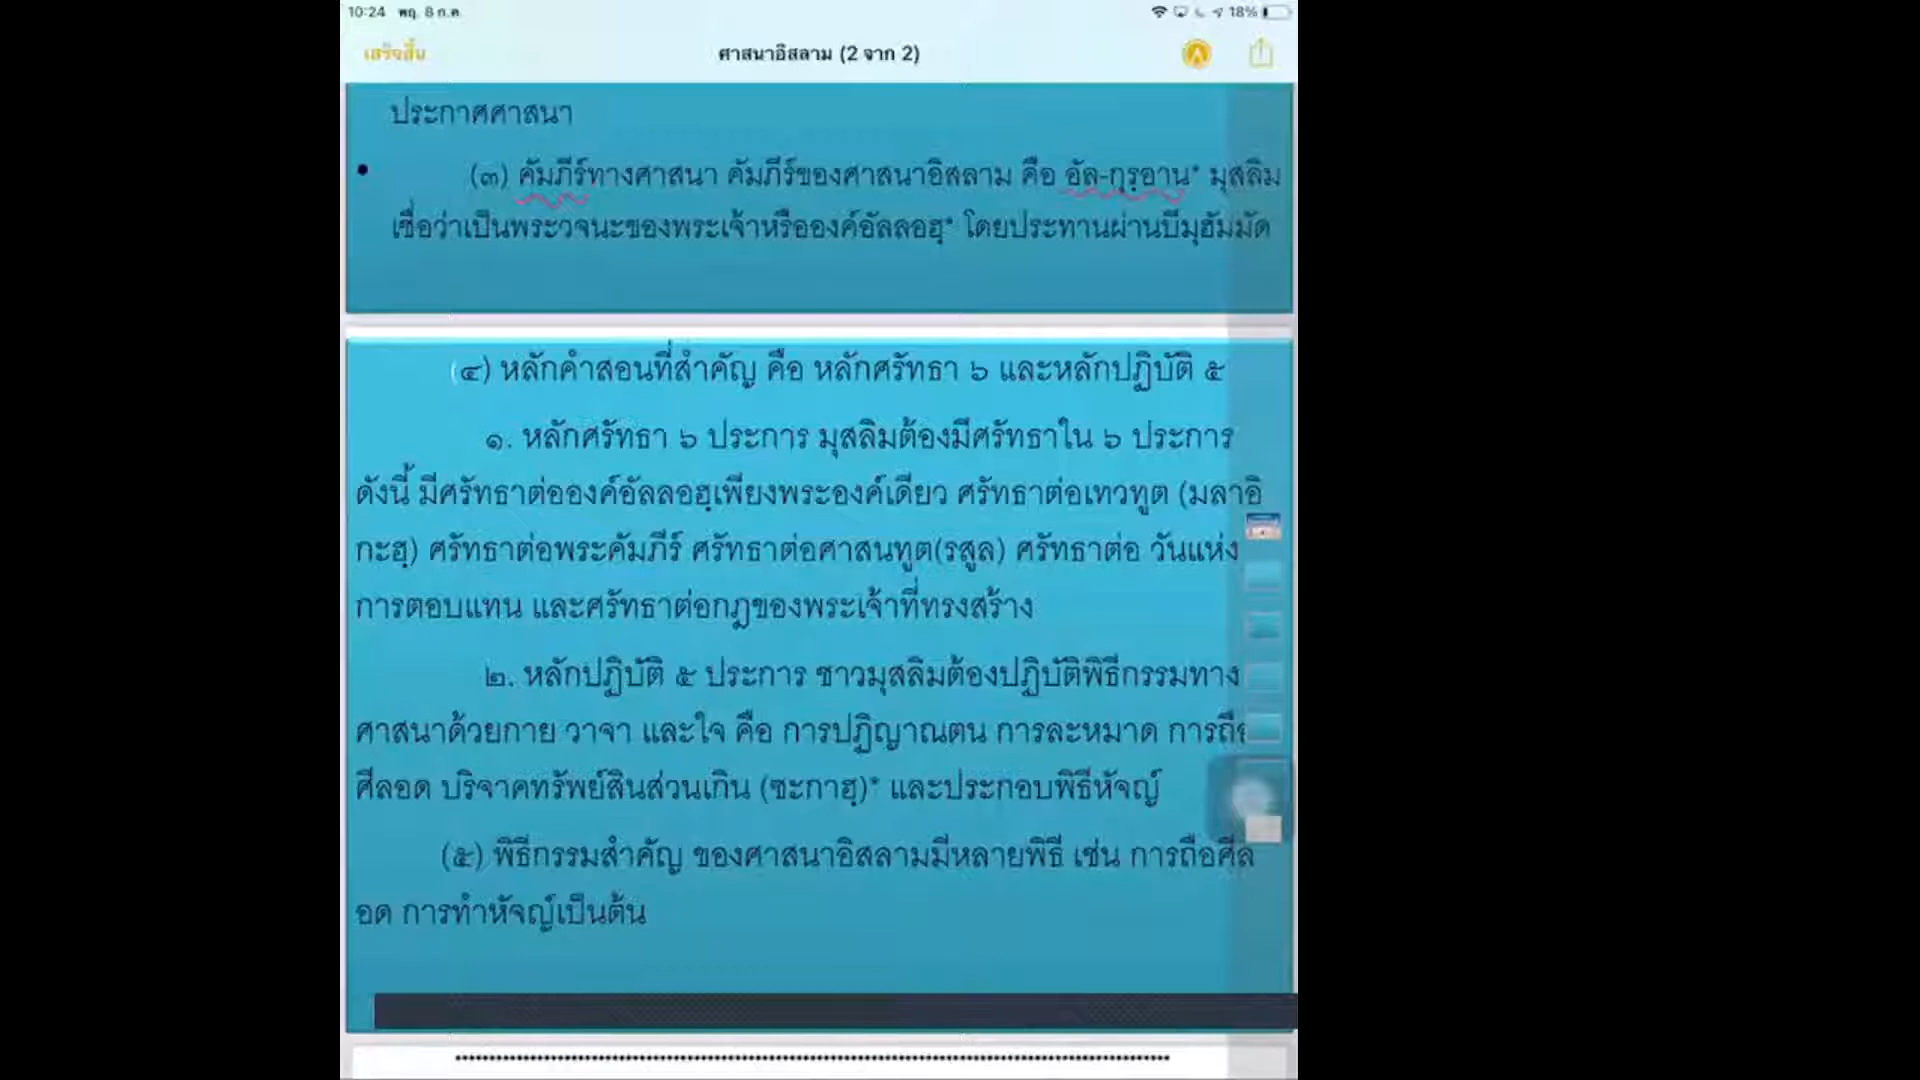 10:24 พฤ. 8 ก.ค.
18%
เสร็จสิ้น
ศาสนาอิสลาม (2 จาก 2)
ประกาศศาสนา
• (๓) คัมภีร์ทางศาสนา คัมภีร์ของศาสนาอิสลาม คือ อัล-กุรฺอาน* มุสลิม
เชื่อว่าเป็นพระวจนะของพระเจ้าหรือองค์อัลลอฮฺ* โดยประทานผ่านบีมุฮัมมัด
(๔) หลักคำสอนที่สำคัญ คือ หลักศรัทธา ๖ และหลักปฏิบัติ ๕
๑. หลักศรัทธา ๖ ประการ มุสลิมต้องมีศรัทธาใน ๖ ประการ
ดังนี้ มีศรัทธาต่อองค์อัลลอฮฺเพียงพระองค์เดียว ศรัทธาต่อเทวทูต (มลาอิ
กะฮฺ) ศรัทธาต่อพระคัมภีร์ ศรัทธาต่อศาสนทูต(รสูล) ศรัทธาต่อ วันแห่ง
การตอบแทน และศรัทธาต่อกฎของพระเจ้าที่ทรงสร้าง
๒. หลักปฏิบัติ ๕ ประการ ชาวมุสลิมต้องปฏิบัติพิธีกรรมทาง
ศาสนาด้วยกาย วาจา และใจ คือ การปฏิญาณตน การละหมาด การถือ
ศีลอด บริจาคทรัพย์สินส่วนเกิน (ซะกาฮฺ)* และประกอบพิธีหัจญ์
(๕) พิธีกรรมสำคัญ ของศาสนาอิสลามมีหลายพิธี เช่น การถือศีล
อด การทำหัจญ์เป็นต้น